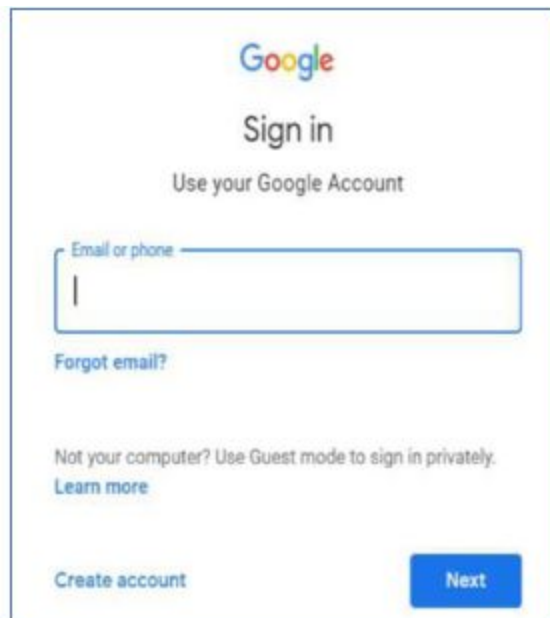 Google
Sign in
Use your Google Account
Email or phone
Forgot email?
Not your computer? Use Guest mode to sign in privately.
Learn more
Create account
Next